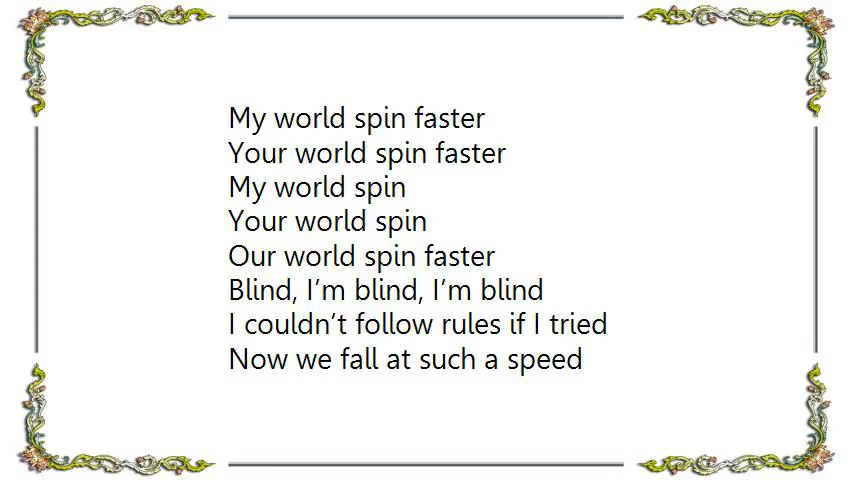 My world spin faster
Your world spin faster
My world spin
Your world spin
Our world spin faster
Blind, I’m blind, I’m blind
I couldn’t follow rules if I tried
Now we fall at such a speed